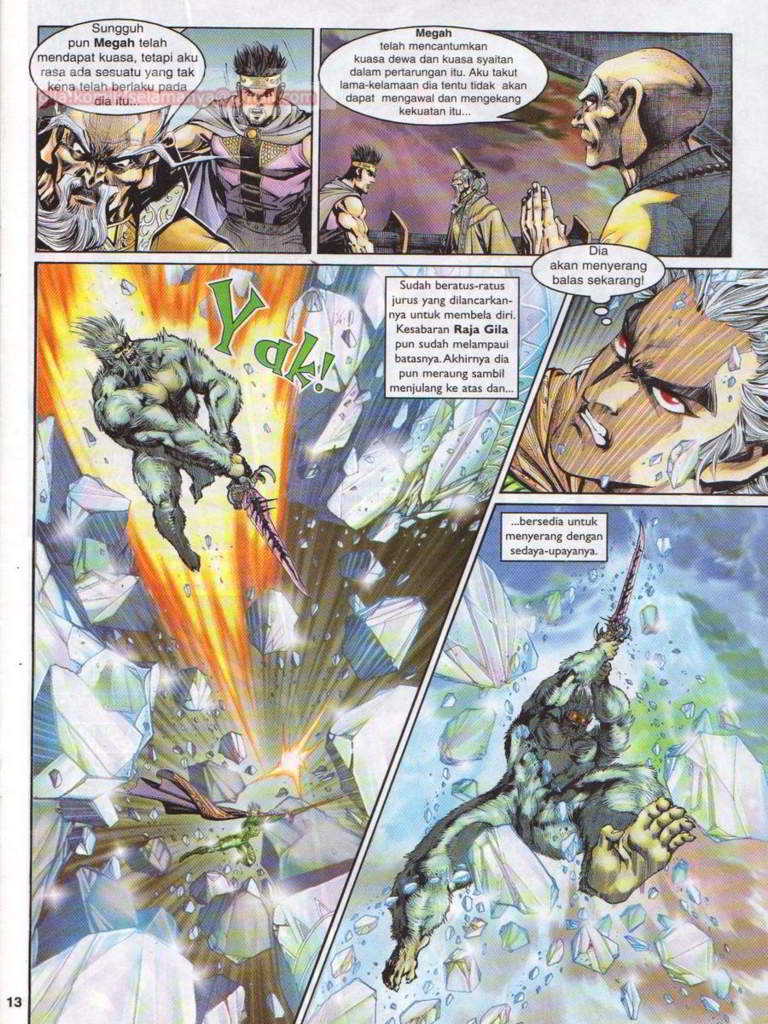 Sungguh
pun Megah telah
mendapat kuasa, tetapi aku
rasa ada sesuatu yang tak
kena telah berlaku pada
dia itu...
Megah
telah mencantumkan
kuasa dewa dan kuasa syaitan
dalam pertarungan itu. Aku takut
lama-kelamaan dia tentu tidak akan
dapat mengawal dan mengekang
kekuatan itu...
Yak!
Sudah beratus-ratus
jurus yang dilancarkan-
nya untuk membela diri.
Kesabaran Raja Gila
pun sudah melampaui
batasnya. Akhirnya dia
pun meraung sambil
menjulang ke atas dan...
Dia
akan menyerang
balas sekarang!
...bersedia untuk
menyerang dengan
sedaya-upayanya.
13